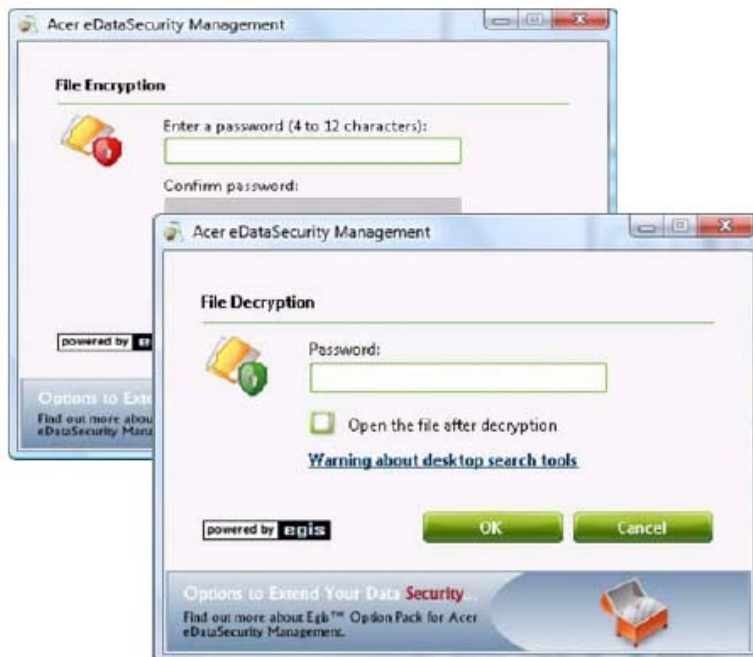 Acer eDataSecurity Management
File Encryption
Enter a password (4 to 12 characters):
Confirm password:
powered by
Options to Exte
Find out more abou
eDataSecurity Mana
Acer eDataSecurity Management
File Decryption
Password:
Open the file after decryption
Warning about desktop search tools
powered by egis
OK
Cancel
Options to Extend Your Data Security...
Find out more about Egis™ Option Pack for Acer
eDataSecurity Management.